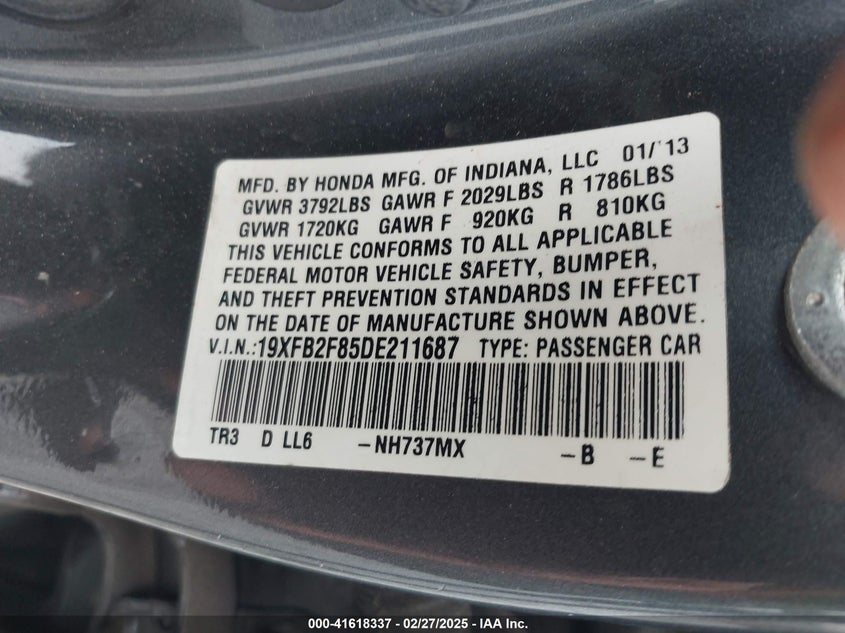 MFD. BY HONDA MFG. OF INDIANA, LLC 01/'13
GVWR 3792LBS GAWR F 2029LBS R 1786LBS
GVWR 1720KG GAWR F 920KG R 810KG
THIS VEHICLE CONFORMS TO ALL APPLICABLE
FEDERAL MOTOR VEHICLE SAFETY, BUMPER,
AND THEFT PREVENTION STANDARDS IN EFFECT
ON THE DATE OF MANUFACTURE SHOWN ABOVE.
V.I.N.:19XFB2F85DE211687 TYPE: PASSENGER CAR
TR3 D LL6 -NH737MX -B -E
000-41618337 - 02/27/2025 - IAA Inc.